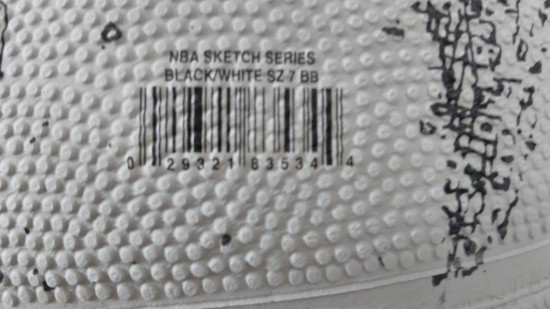 NBA SKETCH SERIES
BLACK/WHITE SZ 7 BB
0 29321 83534 4